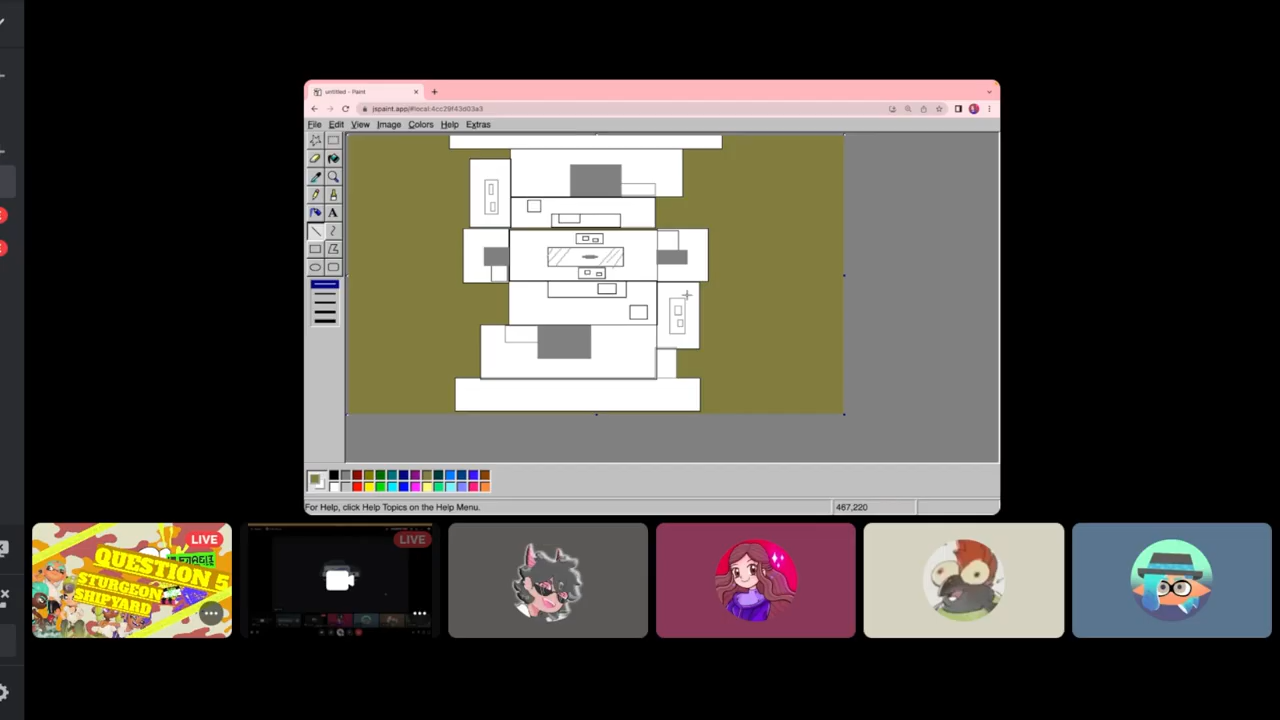 untitled - Paint
jspaint.app/#local:4cc29f43d03a3
File Edit View Image Colors Help Extras
A
For Help, click Help Topics on the Help Menu.
467,220
LIVE
QUESTION 5
STURGEON
SHIPYARD
LIVE